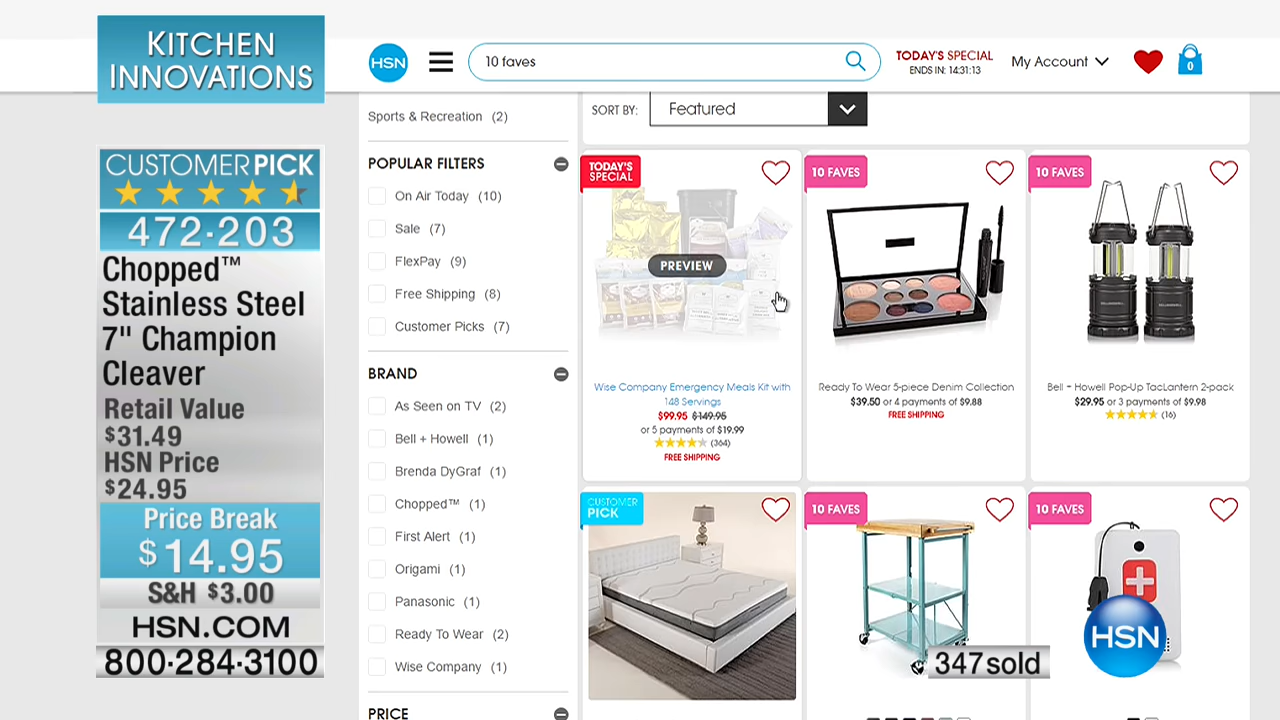 KITCHEN
INNOVATIONS
CUSTOMER PICK
472-203
Chopped™
Stainless Steel
7" Champion
Cleaver
Retail Value
$31.49
HSN Price
$24.95
Price Break
$14.95
S&H $3.00
HSN.COM
800-284-3100
HSN
10 faves
TODAY'S SPECIAL
ENDS IN: 14:31:13
My Account
0
Sports & Recreation (2)
POPULAR FILTERS
On Air Today (10)
Sale (7)
FlexPay (9)
Free Shipping (8)
Customer Picks (7)
BRAND
As Seen on TV (2)
Bell + Howell (1)
Brenda DyGraf (1)
Chopped™ (1)
First Alert (1)
Origami (1)
Panasonic (1)
Ready To Wear (2)
Wise Company (1)
PRICE
SORT BY: Featured
TODAY'S
SPECIAL
PREVIEW
Wise Company Emergency Meals Kit with
148 Servings
$99.95 $149.95
or 5 payments of $19.99
(364)
FREE SHIPPING
10 FAVES
Ready To Wear 5-piece Denim Collection
$39.50 or 4 payments of $9.88
FREE SHIPPING
10 FAVES
Bell + Howell Pop-Up TacLantern 2-pack
$29.95 or 3 payments of $9.98
(16)
CUSTOMER
PICK
10 FAVES
10 FAVES
347 sold
HSN